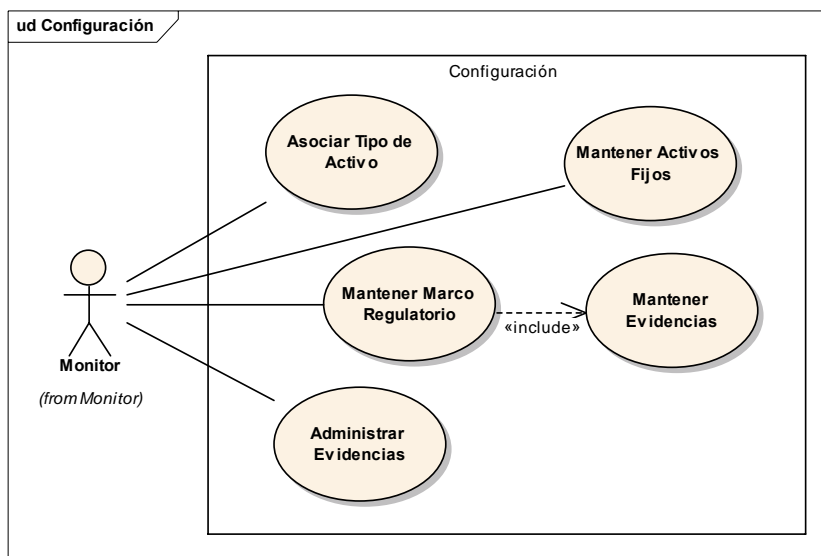 ud Configuración
Configuración
Asociar Tipo de
Activo
Mantener Activos
Fijos
Mantener Marco
Regulatorio
«include»
Mantener
Evidencias
Monitor
(from Monitor)
Administrar
Evidencias